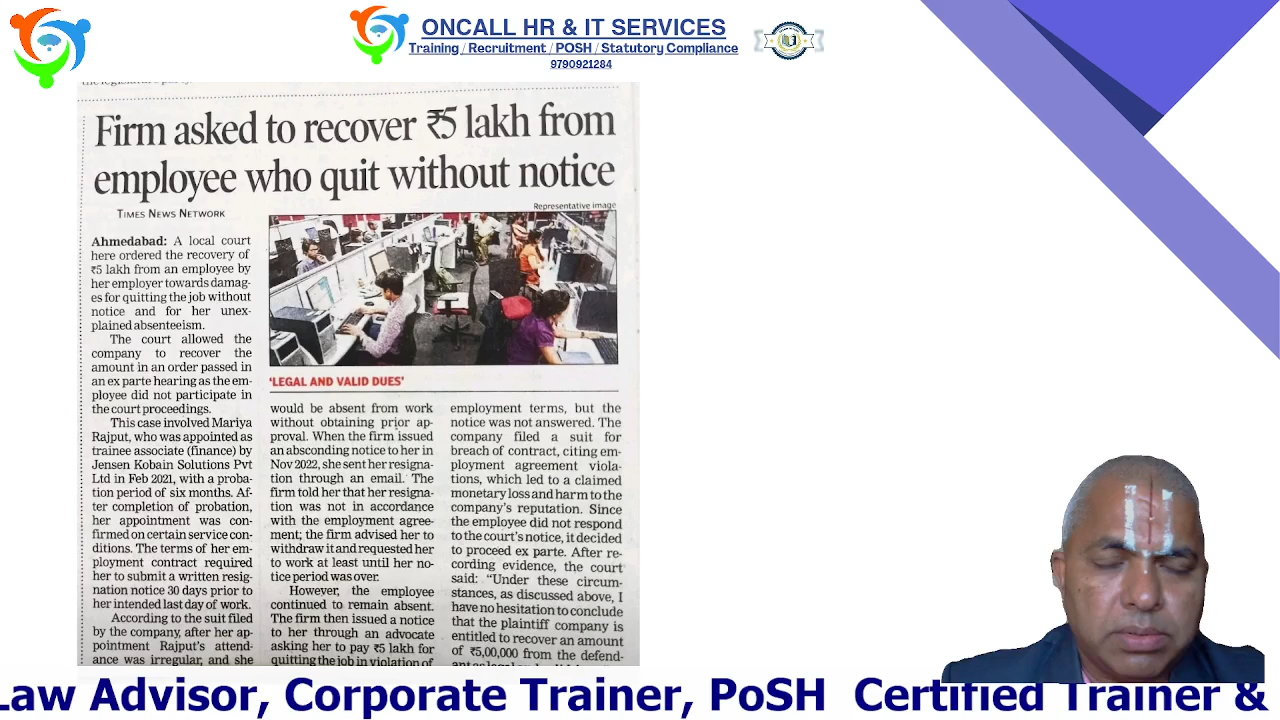 ONCALL HR & IT SERVICES
Training / Recruitment / POSH / Statutory Compliance
9790921284
Firm asked to recover ₹5 lakh from
employee who quit without notice
TIMES NEWS NETWORK
Representative image
Ahmedabad: A local court
here ordered the recovery of
₹5 lakh from an employee by
her employer towards damag-
es for quitting the job without
notice and for her unex-
plained absenteeism.
The court allowed the
company to recover the
amount in an order passed in
an ex parte hearing as the em-
ployee did not participate in
the court proceedings.
This case involved Mariya
Rajput, who was appointed as
trainee associate (finance) by
Jensen Kobain Solutions Pvt
Ltd in Feb 2021, with a proba-
tion period of six months. Af-
ter completion of probation,
her appointment was con-
firmed on certain service con-
ditions. The terms of her em-
ployment contract required
her to submit a written resig-
nation notice 30 days prior to
her intended last day of work.
According to the suit filed
by the company, after her ap-
pointment Rajput's attend-
ance was irregular, and she
'LEGAL AND VALID DUES'
would be absent from work
without obtaining prior ap-
proval. When the firm issued
an absconding notice to her in
Nov 2022, she sent her resigna-
tion through an email. The
firm told her that her resigna-
tion was not in accordance
with the employment agree-
ment; the firm advised her to
withdraw it and requested her
to work at least until her no-
tice period was over.
However, the employee
continued to remain absent.
The firm then issued a notice
to her through an advocate
asking her to pay ₹5 lakh for
quitting the job in violation of
employment terms, but the
notice was not answered. The
company filed a suit for
breach of contract, citing em-
ployment agreement viola-
tions, which led to a claimed
monetary loss and harm to the
company's reputation. Since
the employee did not respond
to the court's notice, it decided
to proceed ex parte. After re-
cording evidence, the court
said: “Under these circum-
stances, as discussed above, I
have no hesitation to conclude
that the plaintiff company is
entitled to recover an amount
of ₹5,00,000 from the defend-
Law Advisor, Corporate Trainer, PoSH Certified Trainer &